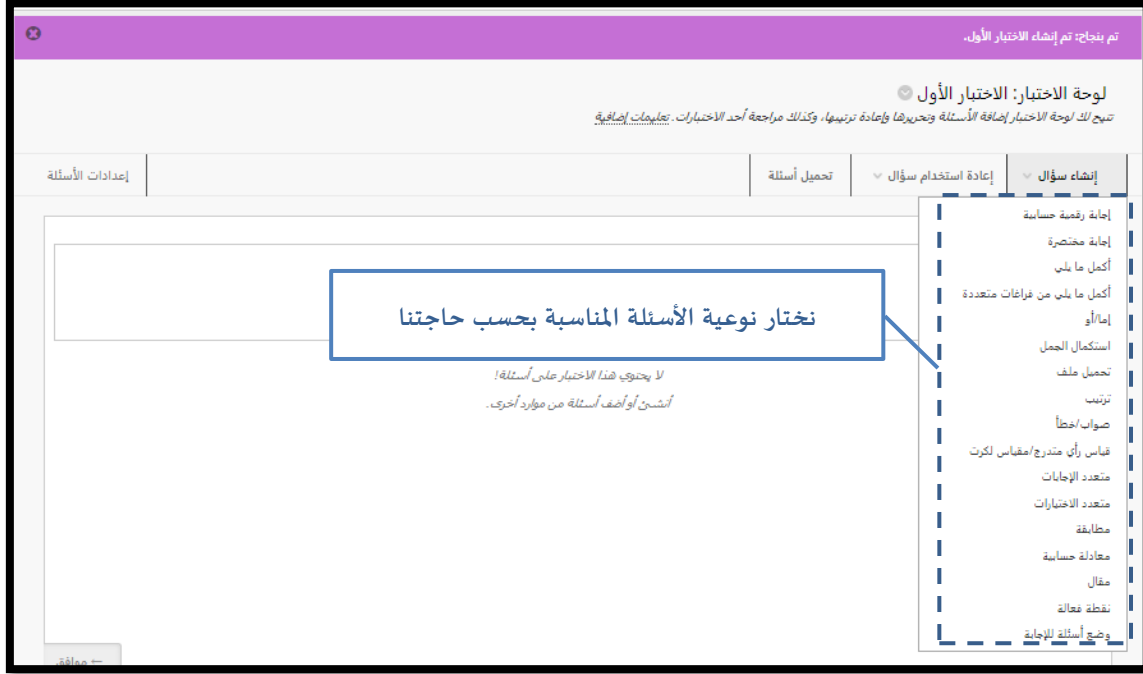 تم بنجاح: تم إنشاء الاختبار الأول.
لوحة الاختبار: الاختبار الأول
تتيح لك لوحة الاختبار إضافة الأسئلة وتحريرها وإعادة ترتيبها، وكذلك مراجعة أحد الاختبارات. تعليمات إضافية
إنشاء سؤال إعادة استخدام سؤال تحميل أسئلة إعدادات الأسئلة
إجابة رقمية حسابية
إجابة مختصرة
أكمل ما يلي
أكمل ما يلي من فراغات متعددة
إما/أو
استكمال الجمل
تحميل ملف
ترتيب
صواب/خطأ
قياس رأي متدرج/مقياس لكرت
متعدد الإجابات
متعدد الاختيارات
مطابقة
معادلة حسابية
مقال
نقطة فعالة
وضع أسئلة للإجابة
نختار نوعية الأسئلة المناسبة بحسب حاجتنا
لا يحتوي هذا الاختبار على أسئلة!
أنشئ أو أضف أسئلة من موارد أخرى.
← موافق